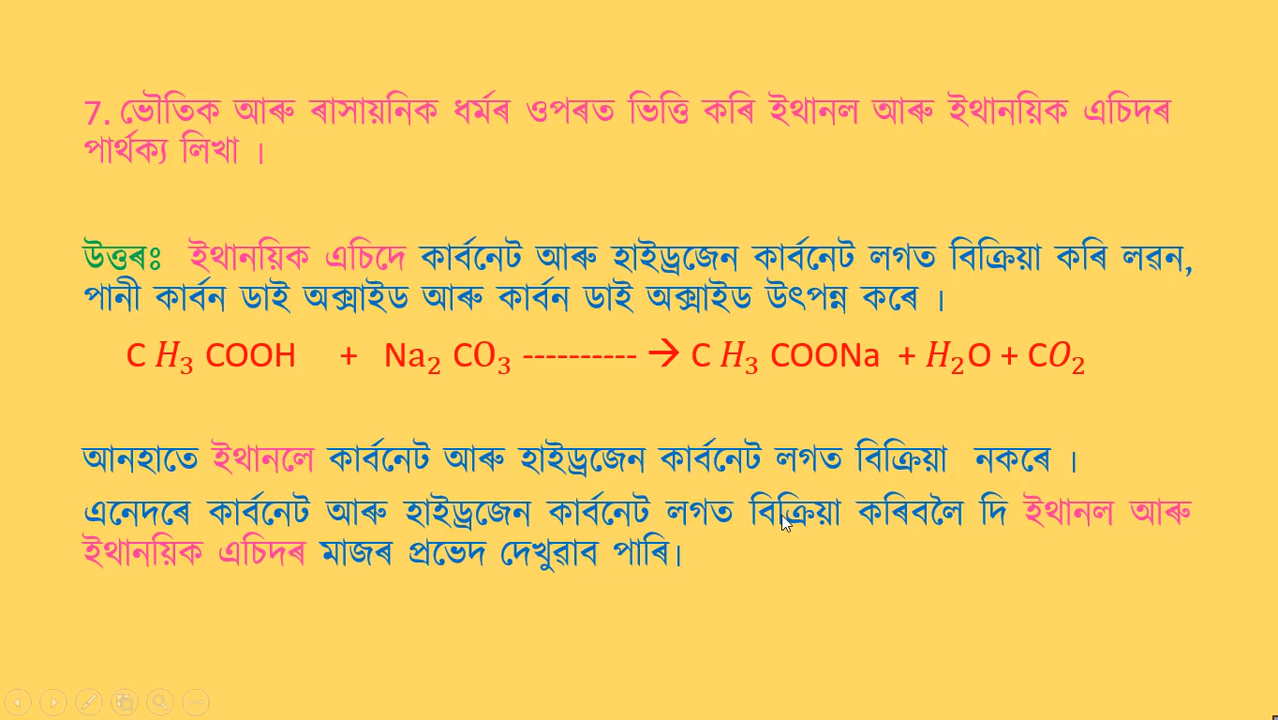 7. ভৌতিক আৰু ৰাসায়নিক ধৰ্মৰ ওপৰত ভিত্তি কৰি ইথানল আৰু ইথানয়িক এচিদৰ
পাৰ্থক্য লিখা ।
উত্তৰঃ ইথানয়িক এচিদে কাৰ্বনেট আৰু হাইড্ৰজেন কাৰ্বনেট লগত বিক্ৰিয়া কৰি লৱন,
পানী কাৰ্বন ডাই অক্সাইড আৰু কাৰ্বন ডাই অক্সাইড উৎপন্ন কৰে ।
C H₃ COOH + Na₂ CO₃ ---------- → C H₃ COONa + H₂O + CO₂
আনহাতে ইথানলে কাৰ্বনেট আৰু হাইড্ৰজেন কাৰ্বনেট লগত বিক্ৰিয়া নকৰে ।
এনেদৰে কাৰ্বনেট আৰু হাইড্ৰজেন কাৰ্বনেট লগত বিক্ৰিয়া কৰিবলৈ দি ইথানল আৰু
ইথানয়িক এচিদৰ মাজৰ প্ৰভেদ দেখুৱাব পাৰি।